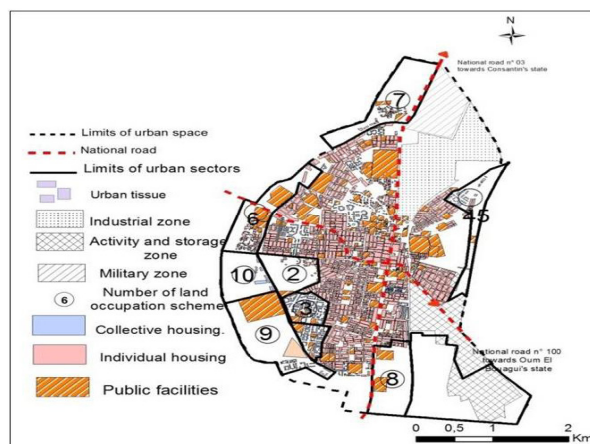 N
National road n° 03
towards Consantin's state
7
Limits of urban space
National road
Limits of urban sectors
Urban tissue
Industrial zone
Activity and storage
zone
Military zone
6
Number of land
occupation scheme
Collective housing.
Individual housing
Public facilities
6
45
10
2
3
9
8
National road n° 100
towards Oum El
Bouagui's state
0 0,5 1 2
Km